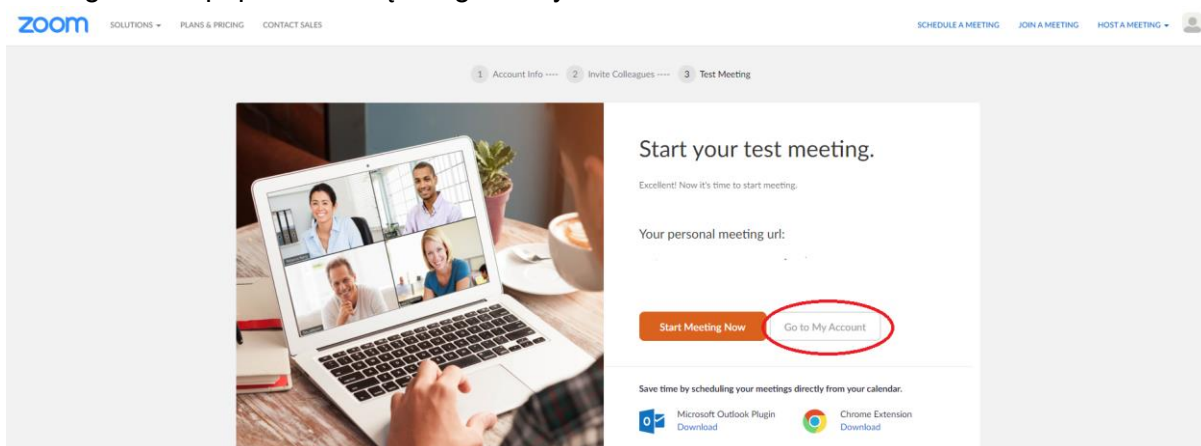 zoom SOLUTIONS PLANS & PRICING CONTACT SALES SCHEDULE A MEETING JOIN A MEETING HOST A MEETING
1 Account Info ---- 2 Invite Colleagues ---- 3 Test Meeting
Start your test meeting.
Excellent! Now it's time to start meeting.
Your personal meeting url:
Start Meeting Now Go to My Account
Save time by scheduling your meetings directly from your calendar.
Microsoft Outlook Plugin Chrome Extension
Download Download